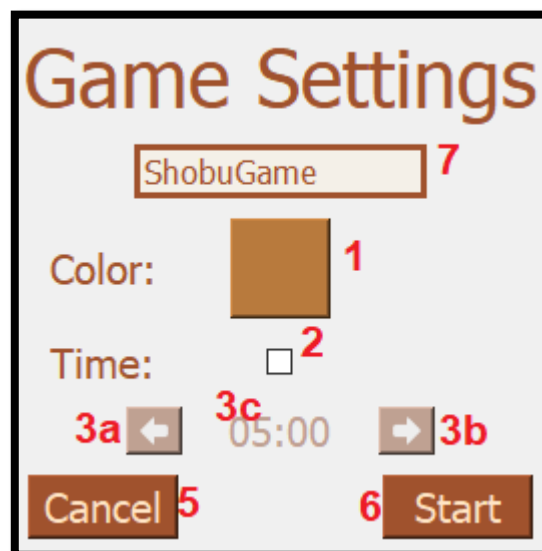 Game Settings
ShobuGame 7
Color: 1
Time: 2
3c
3a 05:00 3b
Cancel 5 6 Start